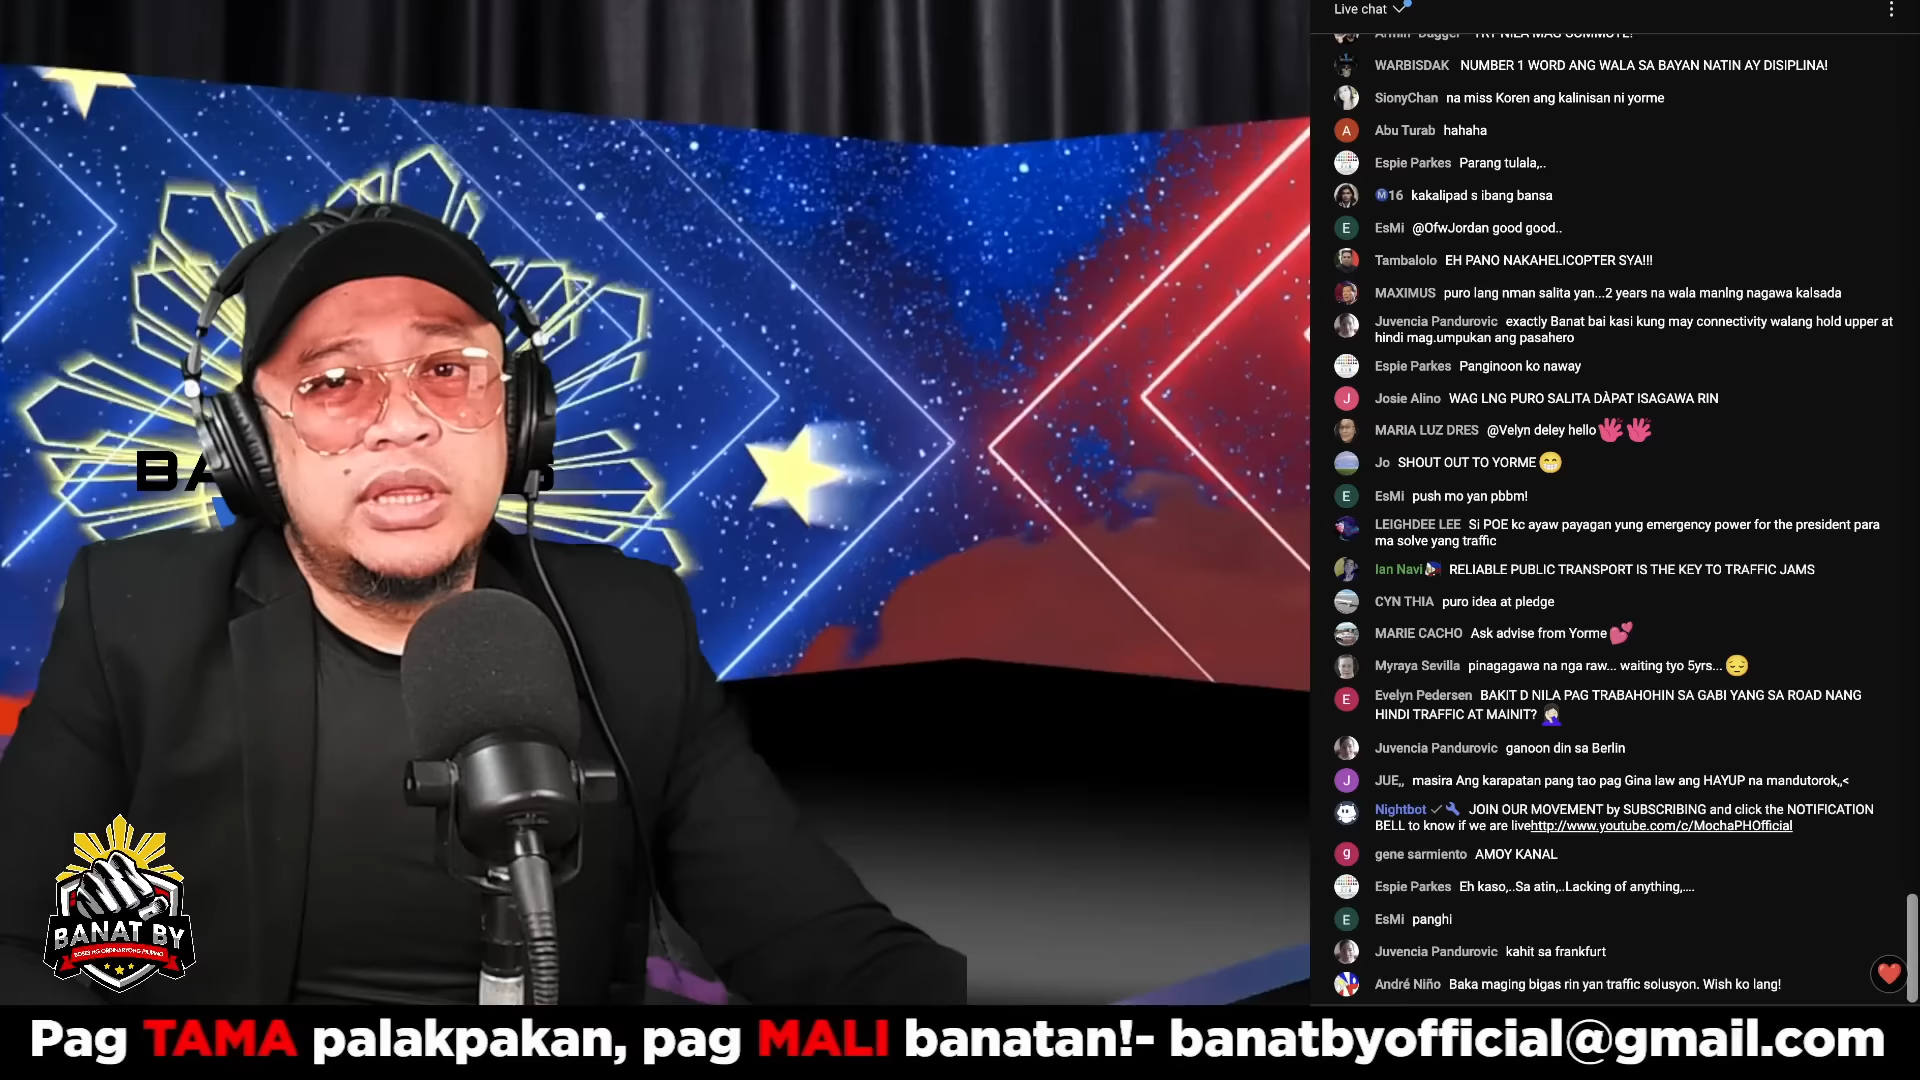 Live chat
Armin Dagger TRY NILA MAG COMMUTE!
WARBISDAK NUMBER 1 WORD ANG WALA SA BAYAN NATIN AY DISIPLINA!
SionyChan na miss Koren ang kalinisan ni yorme
A Abu Turab hahaha
Espie Parkes Parang tulala,..
M16 kakalipad s ibang bansa
E EsMi @OfwJordan good good..
Tambalolo EH PANO NAKAHELICOPTER SYA!!!
MAXIMUS puro lang nman salita yan...2 years na wala manlng nagawa kalsada
Juvencia Pandurovic exactly Banat bai kasi kung may connectivity walang hold upper at
hindi mag.umpukan ang pasahero
Espie Parkes Panginoon ko naway
J Josie Alino WAG LNG PURO SALITA DÀPAT ISAGAWA RIN
MARIA LUZ DRES @Velyn deley hello👋👋
Jo SHOUT OUT TO YORME😁
E EsMi push mo yan pbbm!
LEIGHDEE LEE Si POE kc ayaw payagan yung emergency power for the president para
ma solve yang traffic
Ian Navi RELIABLE PUBLIC TRANSPORT IS THE KEY TO TRAFFIC JAMS
CYN THIA puro idea at pledge
MARIE CACHO Ask advise from Yorme💕
Myraya Sevilla pinagagawa na nga raw... waiting tyo 5yrs...😔
E Evelyn Pedersen BAKIT D NILA PAG TRABAHOHIN SA GABI YANG SA ROAD NANG
HINDI TRAFFIC AT MAINIT? 🤦🏻‍♀️
Juvencia Pandurovic ganoon din sa Berlin
J JUE,, masira Ang karapatan pang tao pag Gina law ang HAYUP na mandutorok,,<
Nightbot JOIN OUR MOVEMENT by SUBSCRIBING and click the NOTIFICATION
BELL to know if we are livehttp://www.youtube.com/c/MochaPHOfficial
g gene sarmiento AMOY KANAL
Espie Parkes Eh kaso,..Sa atin,..Lacking of anything,....
E EsMi panghi
Juvencia Pandurovic kahit sa frankfurt
André Niño Baka maging bigas rin yan traffic solusyon. Wish ko lang!
BANAT BY
BOSES NG ORDINARYONG PILIPINO
Pag TAMA palakpakan, pag MALI banatan!- banatbyofficial@gmail.com